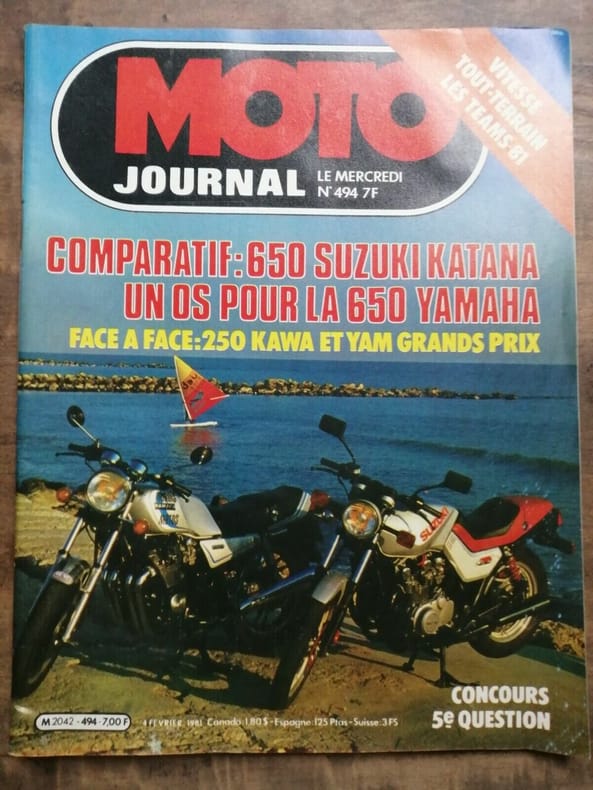 MOTO
JOURNAL
LE MERCREDI
N°494 7F
VITESSE
TOUT-TERRAIN
LES TEAMS 81
COMPARATIF: 650 SUZUKI KATANA
UN OS POUR LA 650 YAMAHA
FACE A FACE: 250 KAWA ET YAM GRANDS PRIX
SUZUKI
CONCOURS
5e QUESTION
M 2042 - 494 - 7,00 F
4 FEVRIER 1981 Canada: 1.80$ - Espagne: 125 Ptas - Suisse: 3 FS